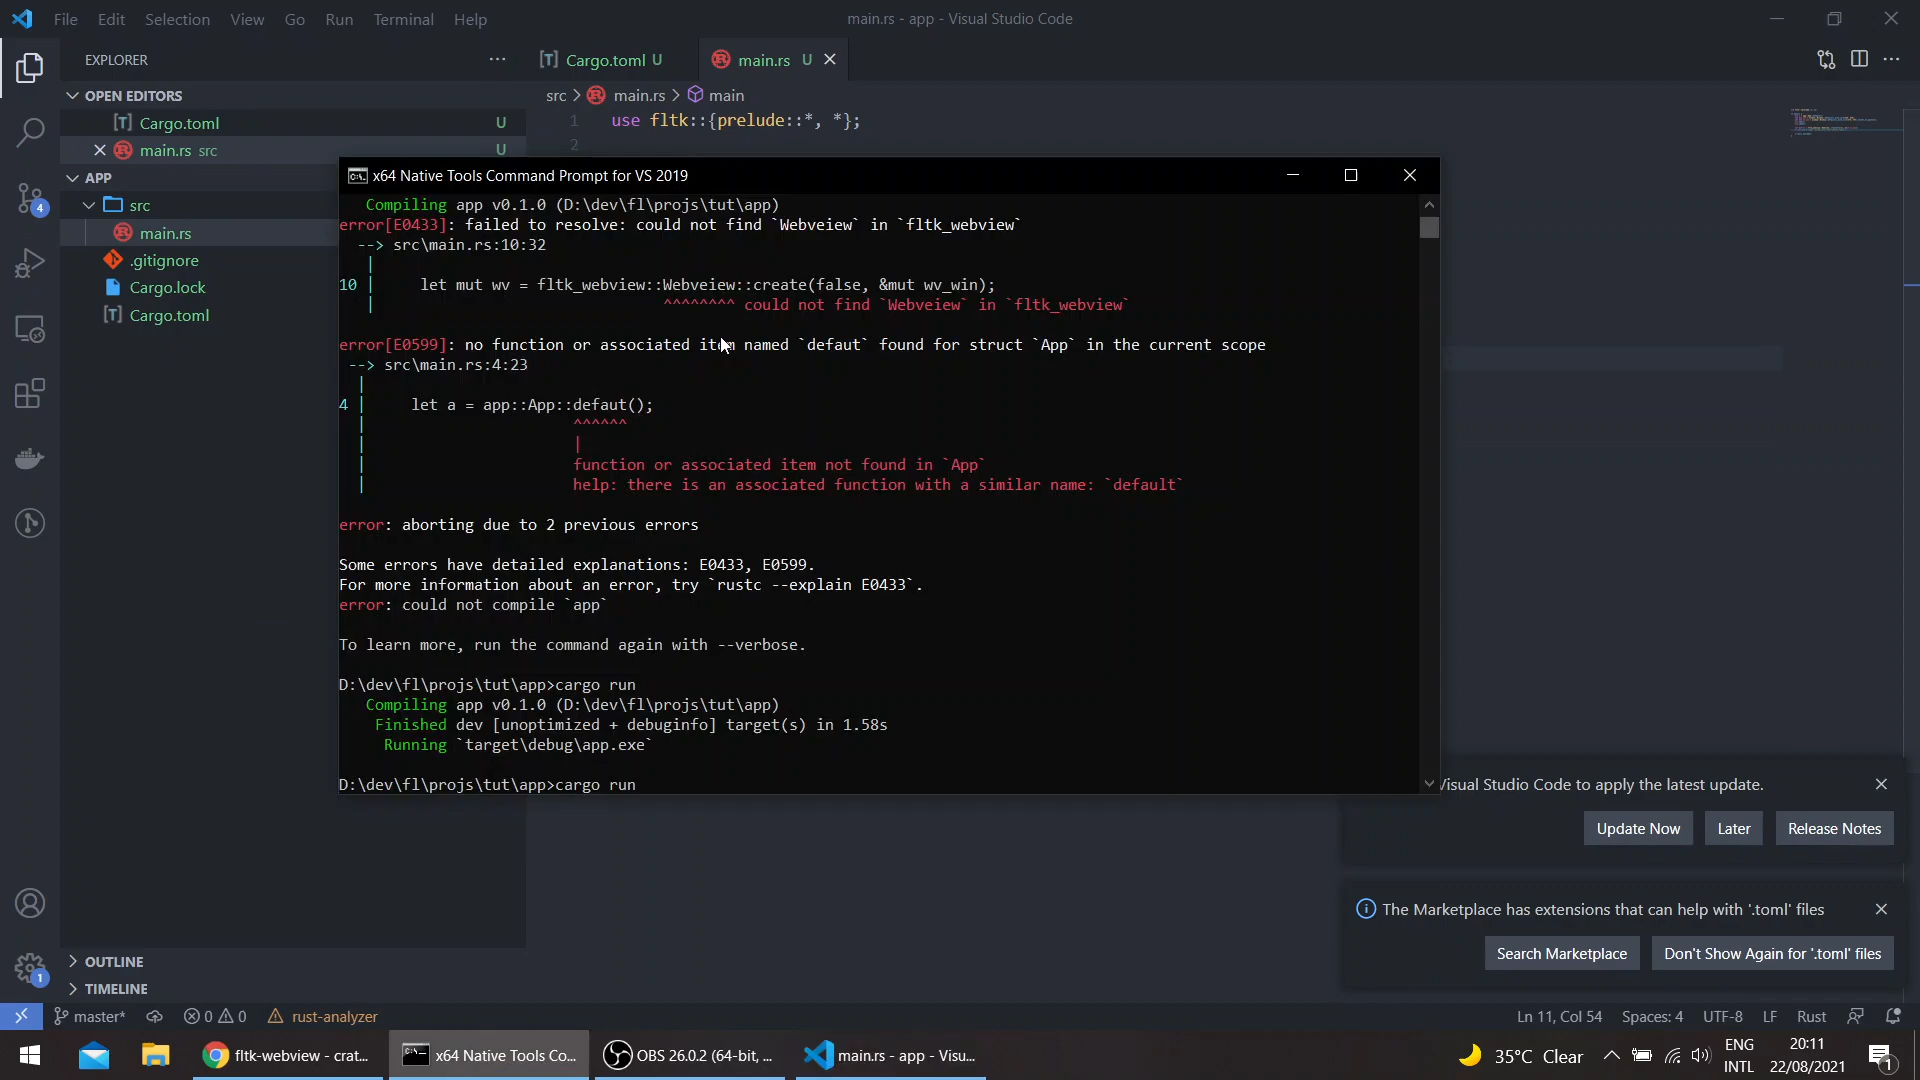 File Edit Selection View Go Run Terminal Help
main.rs - app - Visual Studio Code
EXPLORER
Cargo.toml U
main.rs U
OPEN EDITORS
Cargo.toml U
main.rs src U
APP
src
main.rs
.gitignore
Cargo.lock
Cargo.toml
OUTLINE
TIMELINE
src > main.rs > main
1 use fltk::{prelude::*, *};
2
x64 Native Tools Command Prompt for VS 2019
Compiling app v0.1.0 (D:\dev\fl\projs\tut\app)
error[E0433]: failed to resolve: could not find `Webveiew` in `fltk_webview`
--> src\main.rs:10:32
|
10 | let mut wv = fltk_webview::Webveiew::create(false, &mut wv_win);
| ^^^^^^^^ could not find `Webveiew` in `fltk_webview`
error[E0599]: no function or associated item named `defaut` found for struct `App` in the current scope
--> src\main.rs:4:23
|
4 | let a = app::App::defaut();
| ^^^^^^
| |
| function or associated item not found in `App`
| help: there is an associated function with a similar name: `default`
error: aborting due to 2 previous errors
Some errors have detailed explanations: E0433, E0599.
For more information about an error, try `rustc --explain E0433`.
error: could not compile `app`
To learn more, run the command again with --verbose.
D:\dev\fl\projs\tut\app>cargo run
Compiling app v0.1.0 (D:\dev\fl\projs\tut\app)
Finished dev [unoptimized + debuginfo] target(s) in 1.58s
Running `target\debug\app.exe`
D:\dev\fl\projs\tut\app>cargo run
Visual Studio Code to apply the latest update.
Update Now
Later
Release Notes
The Marketplace has extensions that can help with '.toml' files
Search Marketplace
Don't Show Again for '.toml' files
4
1
master* 0 0 rust-analyzer
Ln 11, Col 54 Spaces: 4 UTF-8 LF Rust
fltk-webview - crat...
x64 Native Tools Co...
OBS 26.0.2 (64-bit, ...
main.rs - app - Visu...
35°C Clear
ENG
INTL
20:11
22/08/2021
1